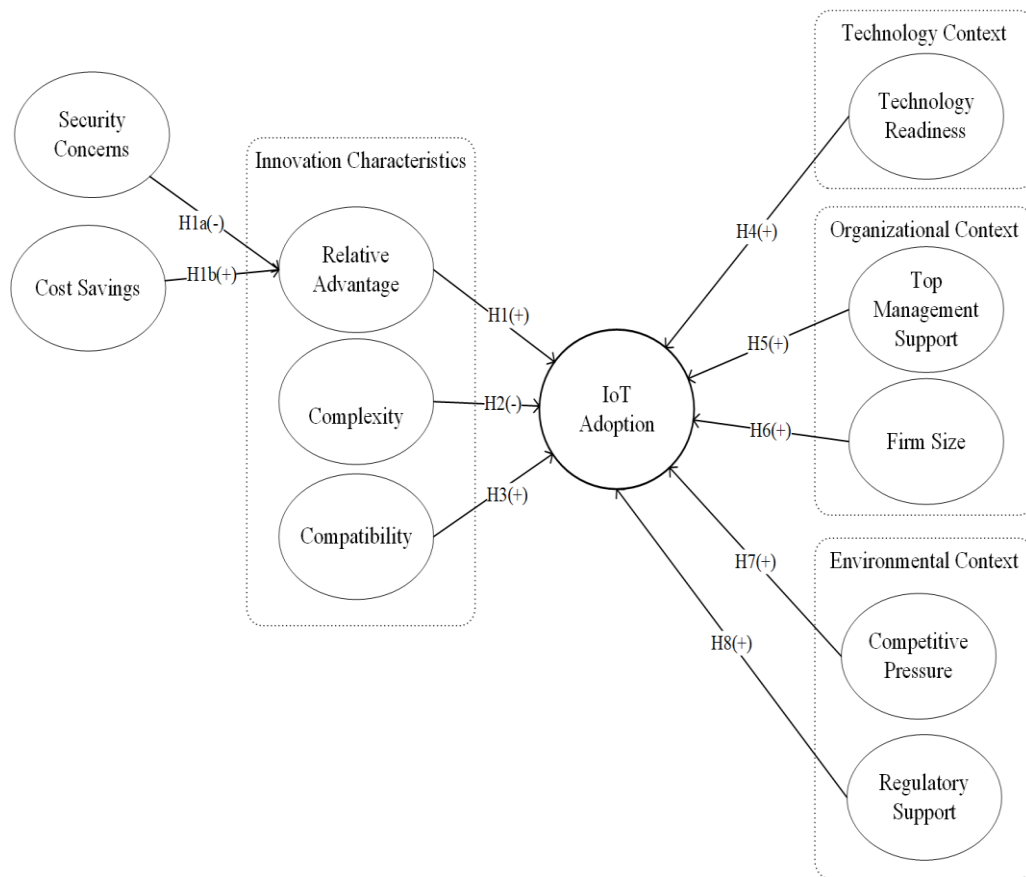 Security
Concerns
Cost Savings
H1a(-)
H1b(+)
Innovation Characteristics
Relative
Advantage
Complexity
Compatibility
H1(+)
H2(-)
H3(+)
IoT
Adoption
H4(+)
H5(+)
H6(+)
H7(+)
H8(+)
Technology Context
Technology
Readiness
Organizational Context
Top
Management
Support
Firm Size
Environmental Context
Competitive
Pressure
Regulatory
Support